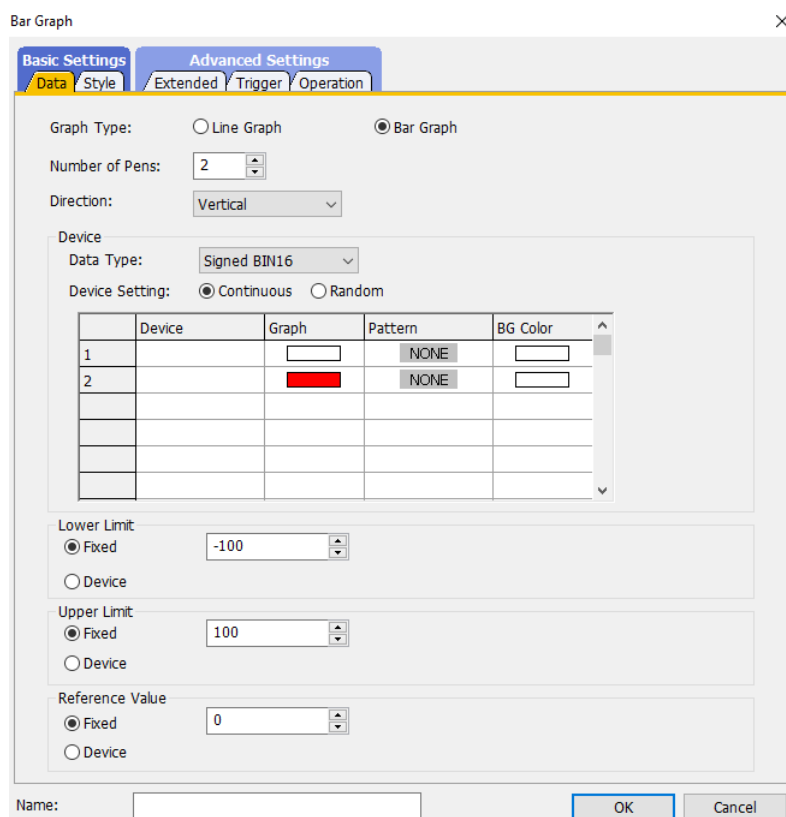 Bar Graph
Basic Settings Advanced Settings
Data Style Extended Trigger Operation
Graph Type: Line Graph Bar Graph
Number of Pens: 2
Direction: Vertical
Device
Data Type: Signed BIN16
Device Setting: Continuous Random
Device Graph Pattern BG Color
1 NONE
2 NONE
Lower Limit
Fixed -100
Device
Upper Limit
Fixed 100
Device
Reference Value
Fixed 0
Device
Name: OK Cancel